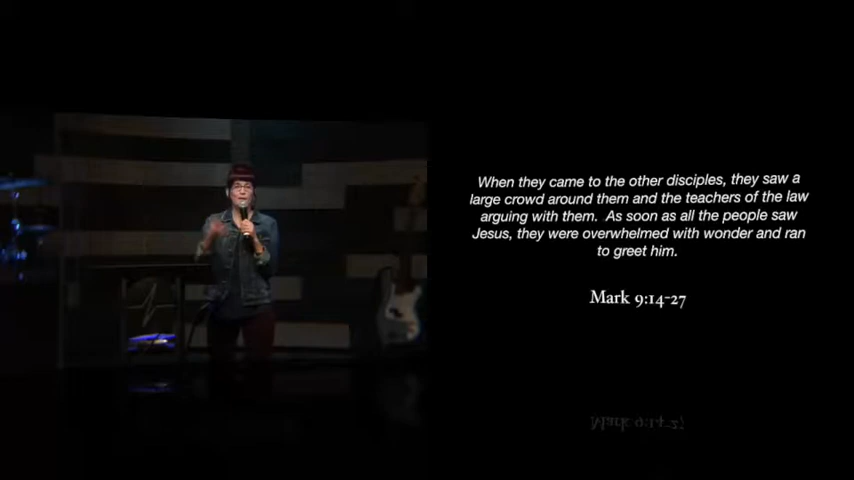 When they came to the other disciples, they saw a
large crowd around them and the teachers of the law
arguing with them. As soon as all the people saw
Jesus, they were overwhelmed with wonder and ran
to greet him.
Mark 9:14-27